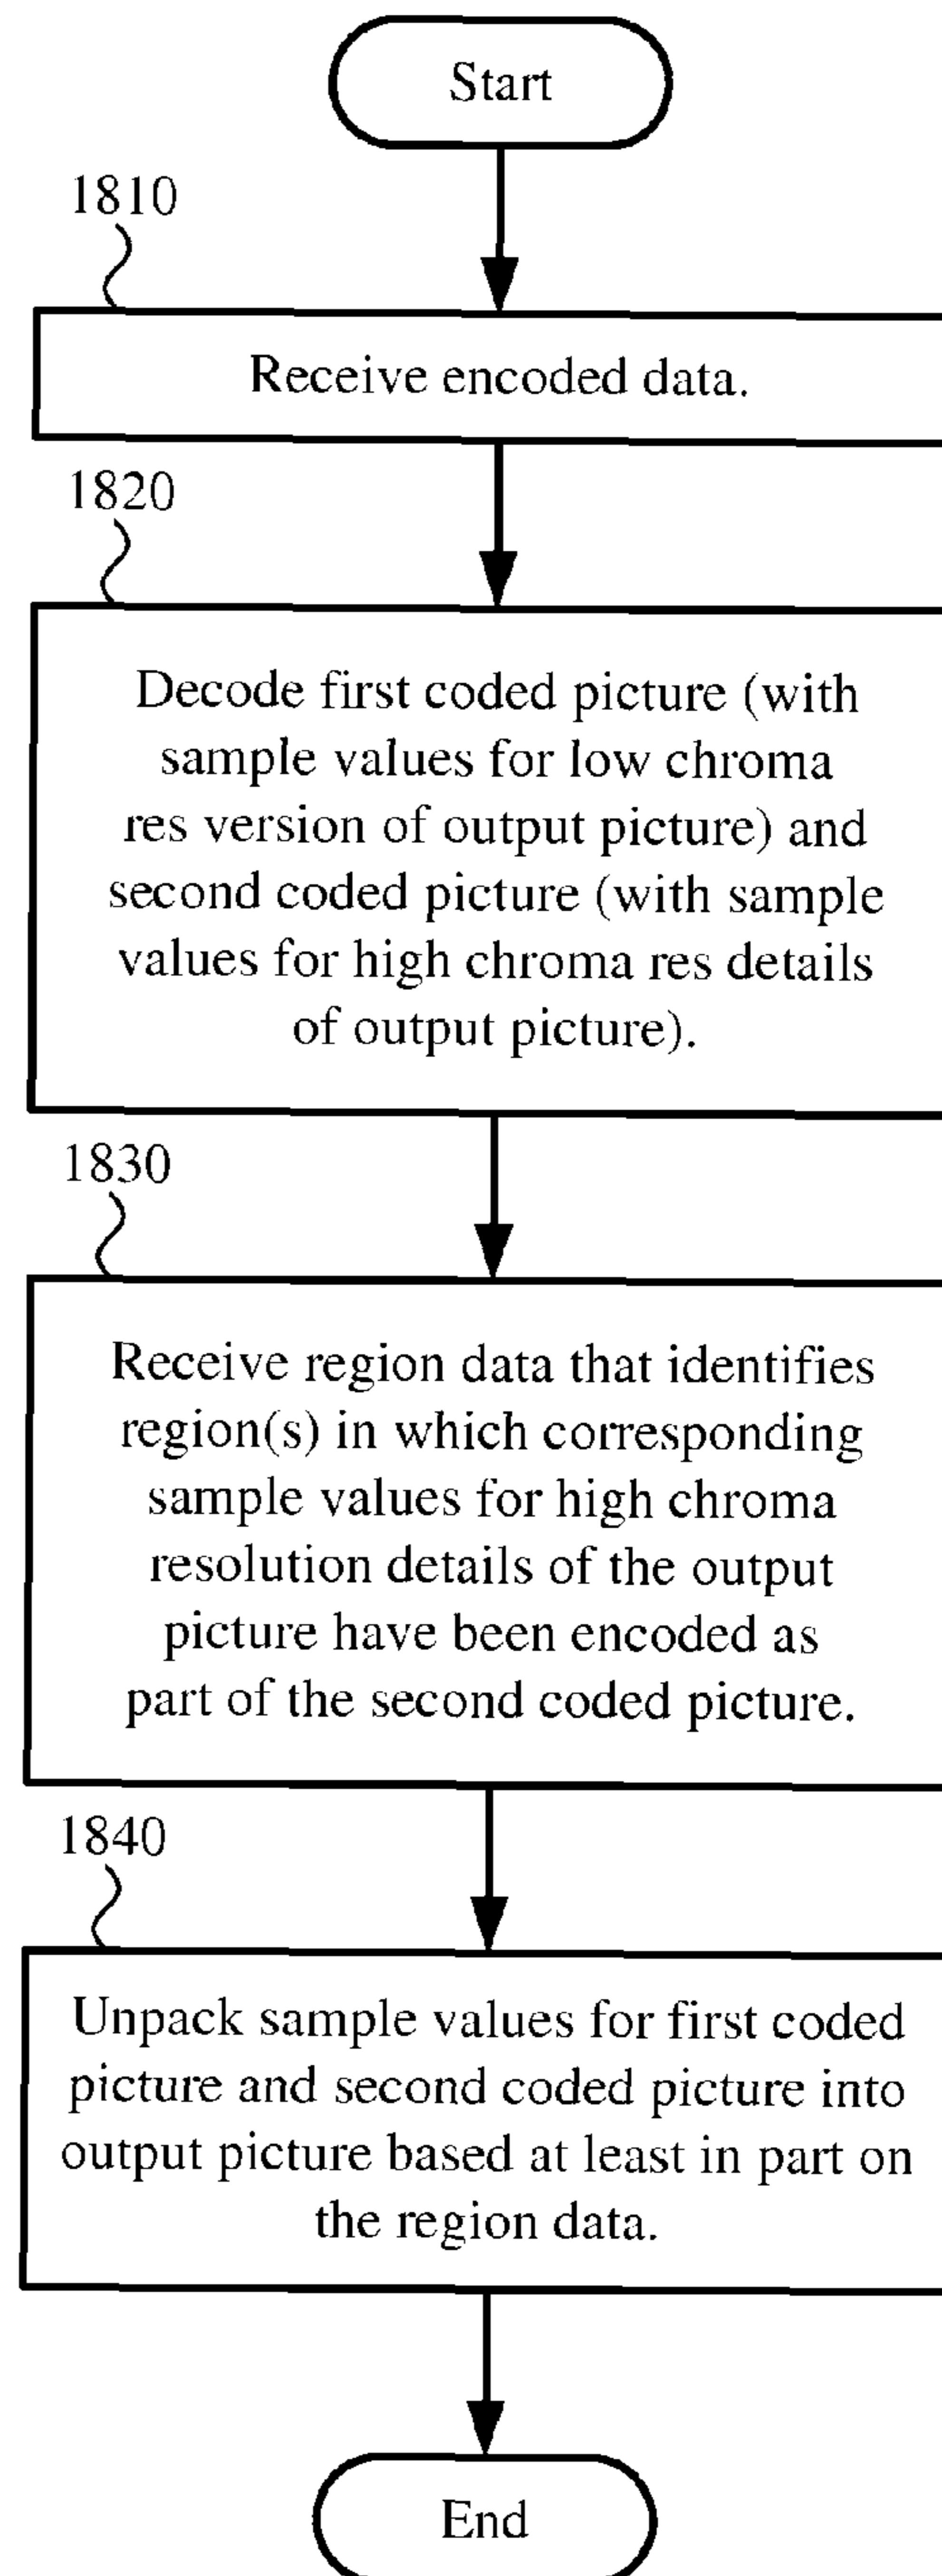 Start
1810
Receive encoded data.
1820
Decode first coded picture (with
sample values for low chroma
res version of output picture) and
second coded picture (with sample
values for high chroma res details
of output picture).
1830
Receive region data that identifies
region(s) in which corresponding
sample values for high chroma
resolution details of the output
picture have been encoded as
part of the second coded picture.
1840
Unpack sample values for first coded
picture and second coded picture into
output picture based at least in part on
the region data.
End